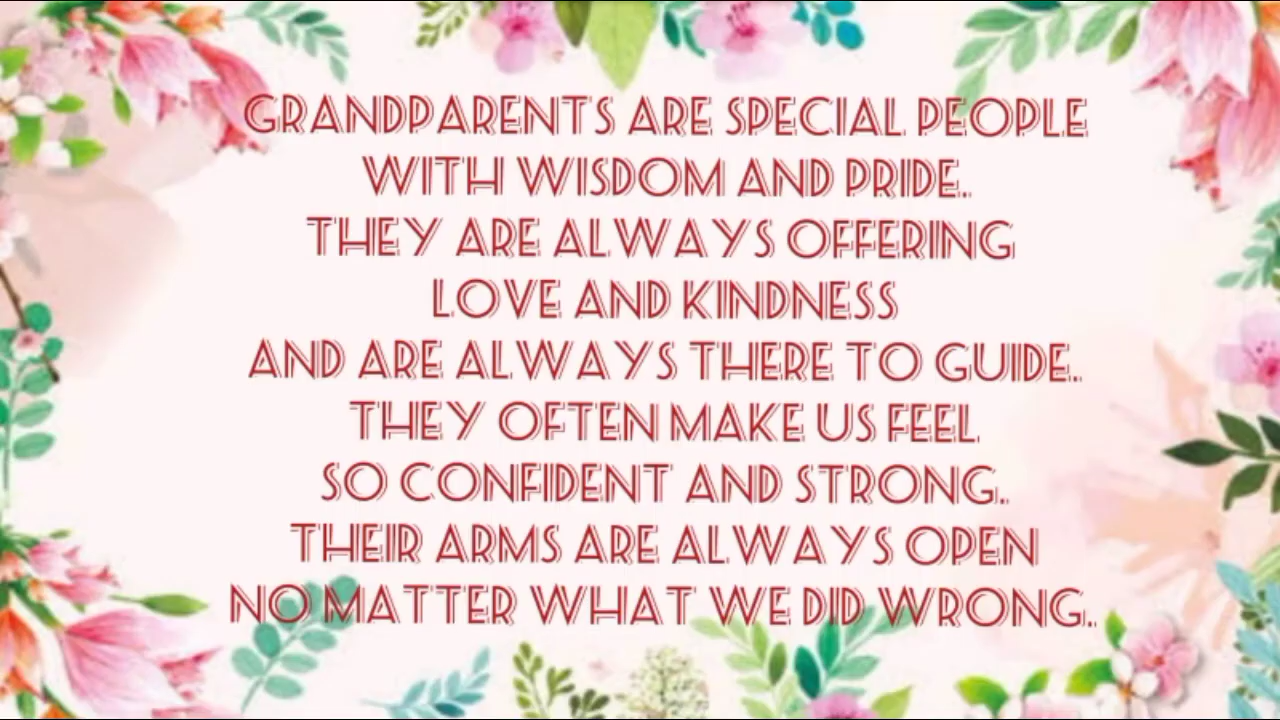 GRANDPARENTS ARE SPECIAL PEOPLE
WITH WISDOM AND PRIDE.
THEY ARE ALWAYS OFFERING
LOVE AND KINDNESS
AND ARE ALWAYS THERE TO GUIDE.
THEY OFTEN MAKE US FEEL
SO CONFIDENT AND STRONG.
THEIR ARMS ARE ALWAYS OPEN
NO MATTER WHAT WE DID WRONG.